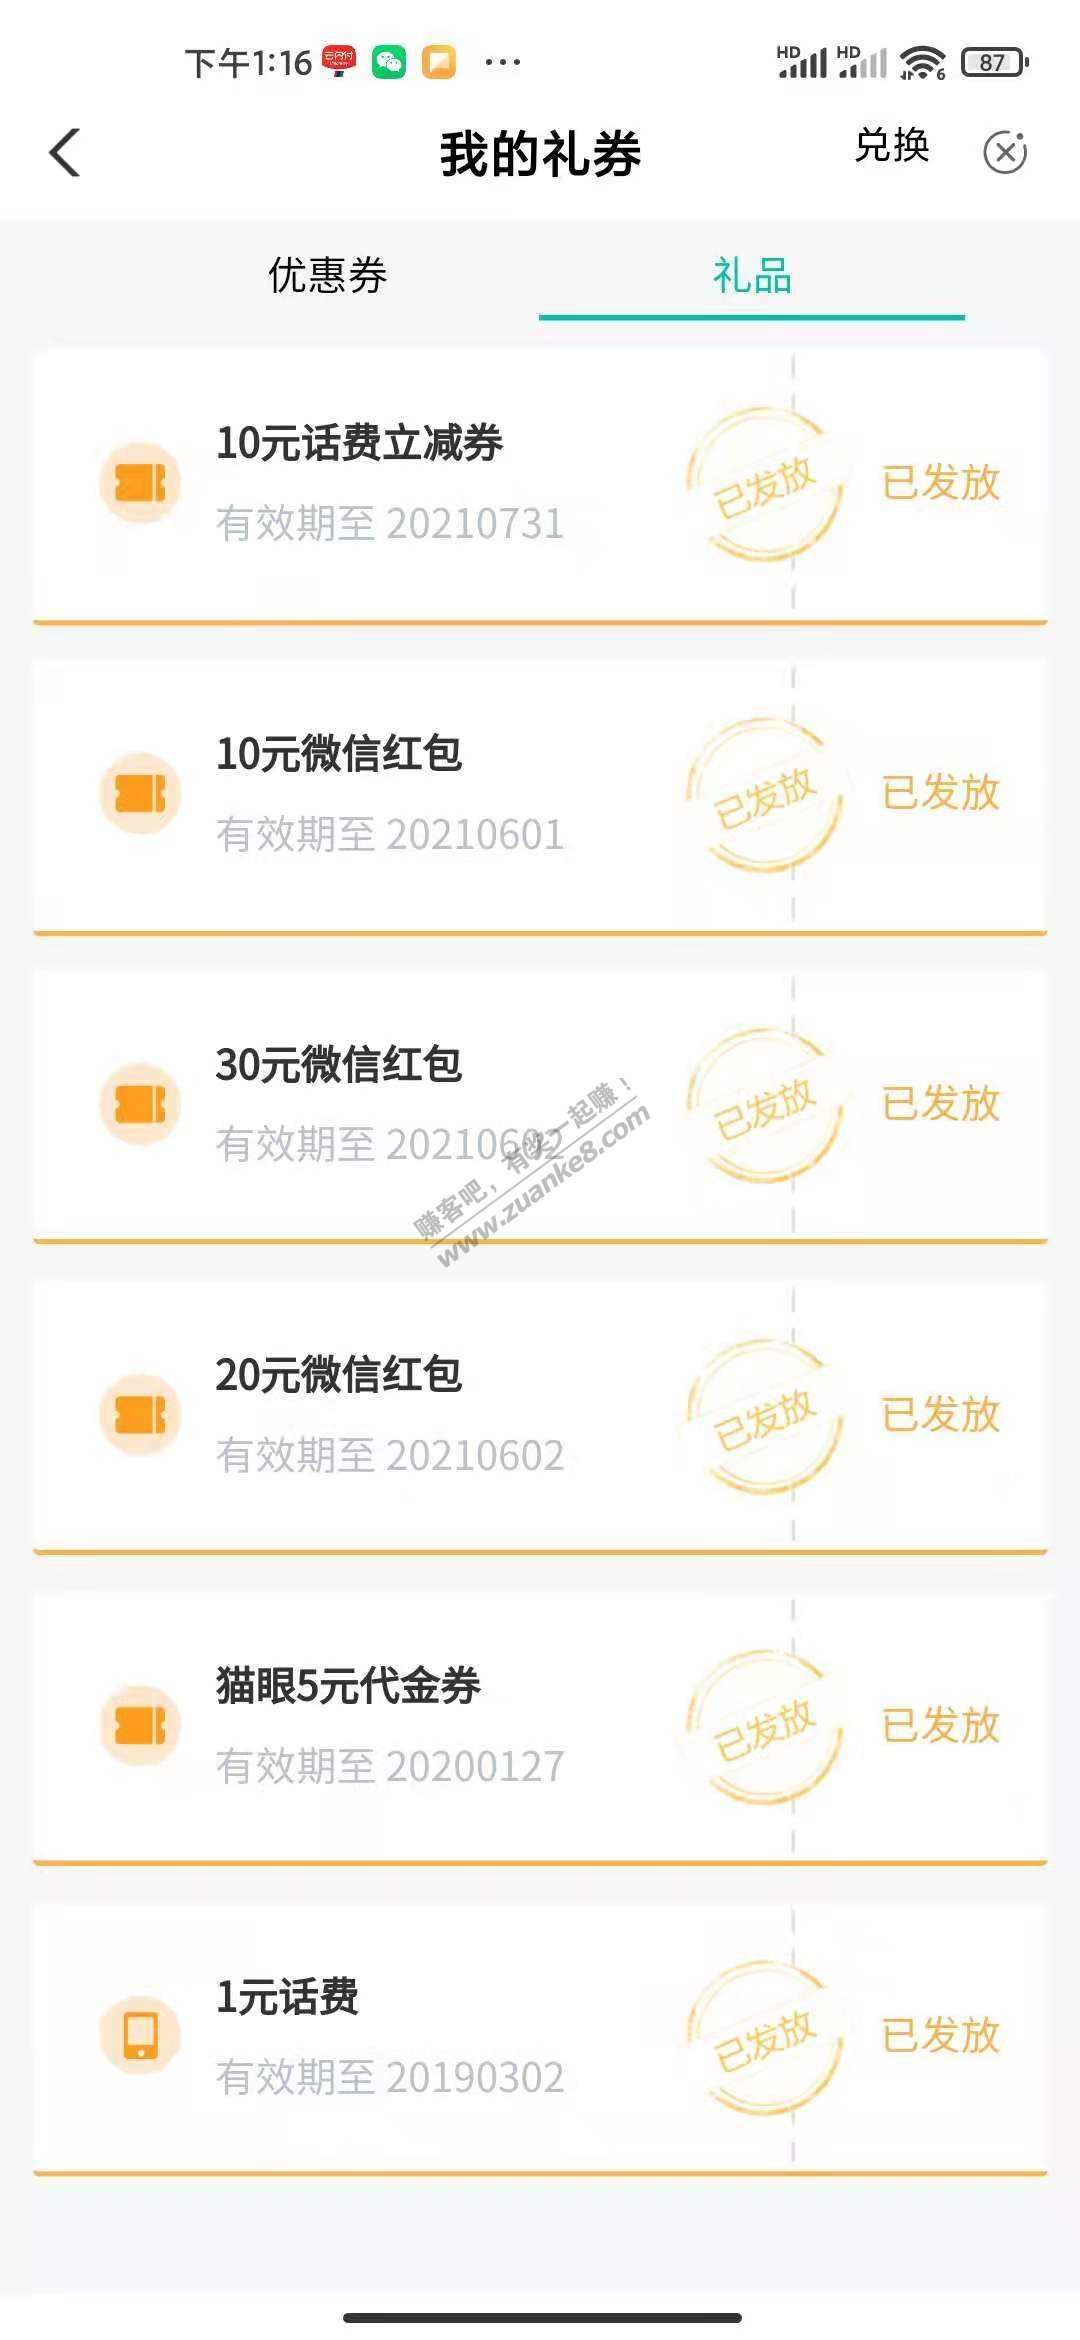 下午1:16 云闪付 ... HD HD 6 87
我的礼券 兑换
优惠券 礼品
10元话费立减券
有效期至 20210731
已发放 已发放
10元微信红包
有效期至 20210601
已发放 已发放
30元微信红包
有效期至 20210602
已发放 已发放
赚客吧，有奖一起赚！
www.zuanke8.com
20元微信红包
有效期至 20210602
已发放 已发放
猫眼5元代金券
有效期至 20200127
已发放 已发放
1元话费
有效期至 20190302
已发放 已发放